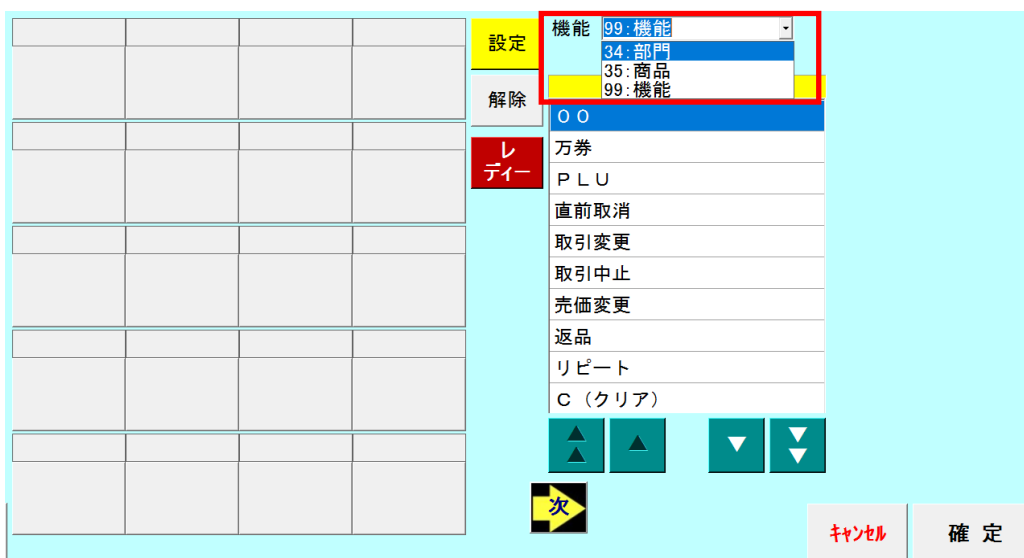 設定
機能 99:機能
34:部門
35:商品
99:機能
解除
レ
ディー
００
万券
ＰＬＵ
直前取消
取引変更
取引中止
売価変更
返品
リピート
Ｃ（クリア）
次
ｷｬﾝｾﾙ
確 定